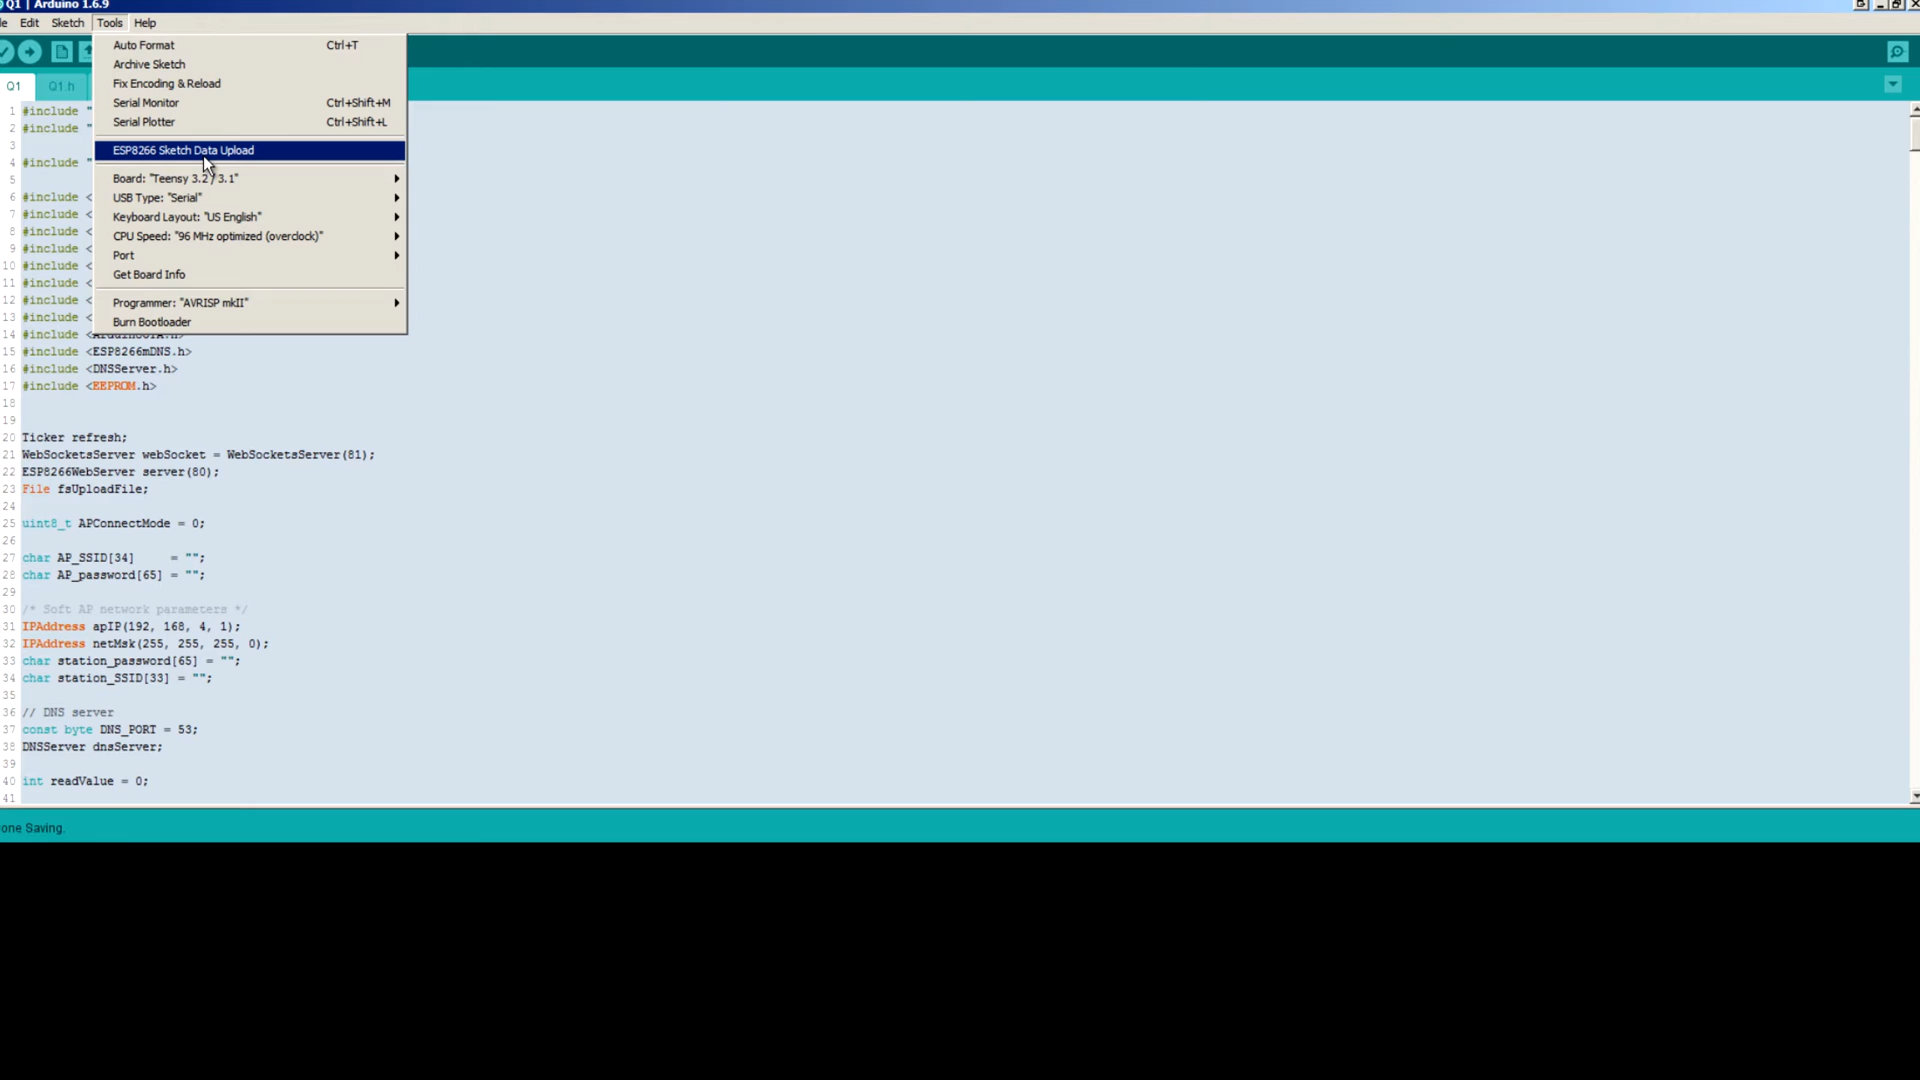 Q1 | Arduino 1.6.9
Edit Sketch Tools Help
Auto Format Ctrl+T
Archive Sketch
Fix Encoding & Reload
Serial Monitor Ctrl+Shift+M
Serial Plotter Ctrl+Shift+L
ESP8266 Sketch Data Upload
Board: "Teensy 3.2 / 3.1"
USB Type: "Serial"
Keyboard Layout: "US English"
CPU Speed: "96 MHz optimized (overclock)"
Port
Get Board Info
Programmer: "AVRISP mkII"
Burn Bootloader
Q1 Q1.h
1 #include "
2 #include "
3
4 #include "
5
6 #include <
7 #include <
8 #include <
9 #include <
10 #include <
11 #include <
12 #include <
13 #include <
14 #include <ArduinoOTA.h>
15 #include <ESP8266mDNS.h>
16 #include <DNSServer.h>
17 #include <EEPROM.h>
18
19
20 Ticker refresh;
21 WebSocketsServer webSocket = WebSocketsServer(81);
22 ESP8266WebServer server(80);
23 File fsUploadFile;
24
25 uint8_t APConnectMode = 0;
26
27 char AP_SSID[34] = "";
28 char AP_password[65] = "";
29
30 /* Soft AP network parameters */
31 IPAddress apIP(192, 168, 4, 1);
32 IPAddress netMsk(255, 255, 255, 0);
33 char station_password[65] = "";
34 char station_SSID[33] = "";
35
36 // DNS server
37 const byte DNS_PORT = 53;
38 DNSServer dnsServer;
39
40 int readValue = 0;
41
one Saving.